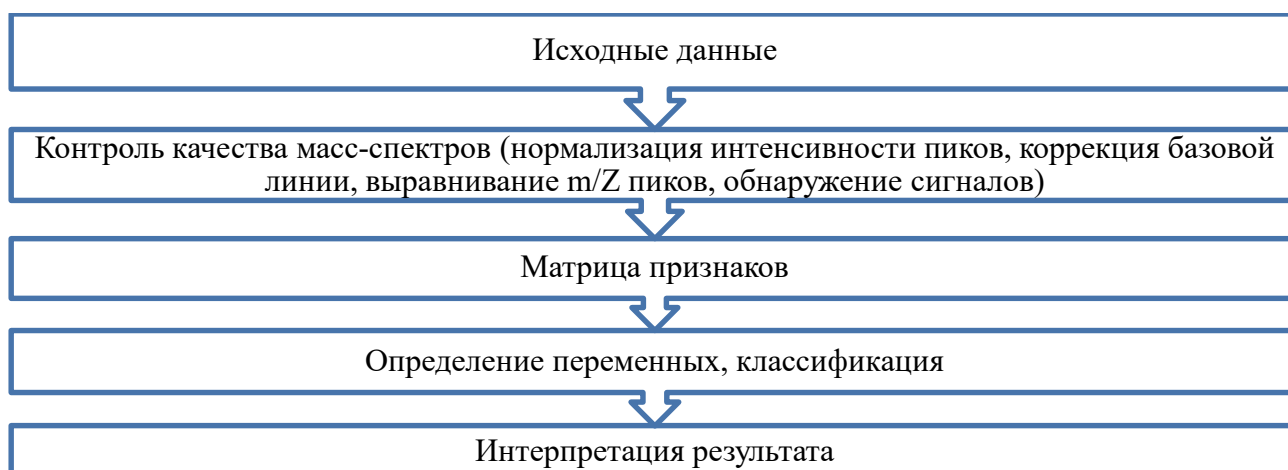 Исходные данные
Контроль качества масс-спектров (нормализация интенсивности пиков, коррекция базовой
линии, выравнивание m/Z пиков, обнаружение сигналов)
Матрица признаков
Определение переменных, классификация
Интерпретация результата